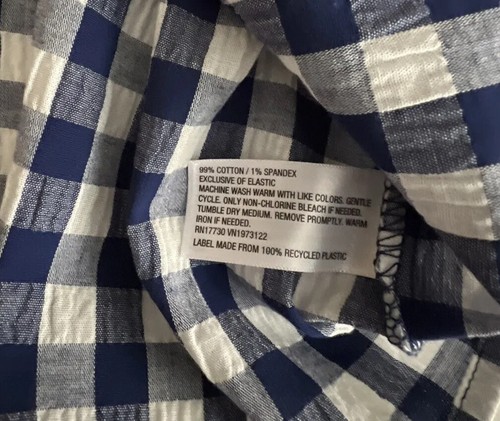 99% COTTON / 1% SPANDEX
EXCLUSIVE OF ELASTIC
MACHINE WASH WARM WITH LIKE COLORS. GENTLE
CYCLE. ONLY NON-CHLORINE BLEACH IF NEEDED.
TUMBLE DRY MEDIUM. REMOVE PROMPTLY. WARM
IRON IF NEEDED.
RN17730 VN1973122
LABEL MADE FROM 100% RECYCLED PLASTIC